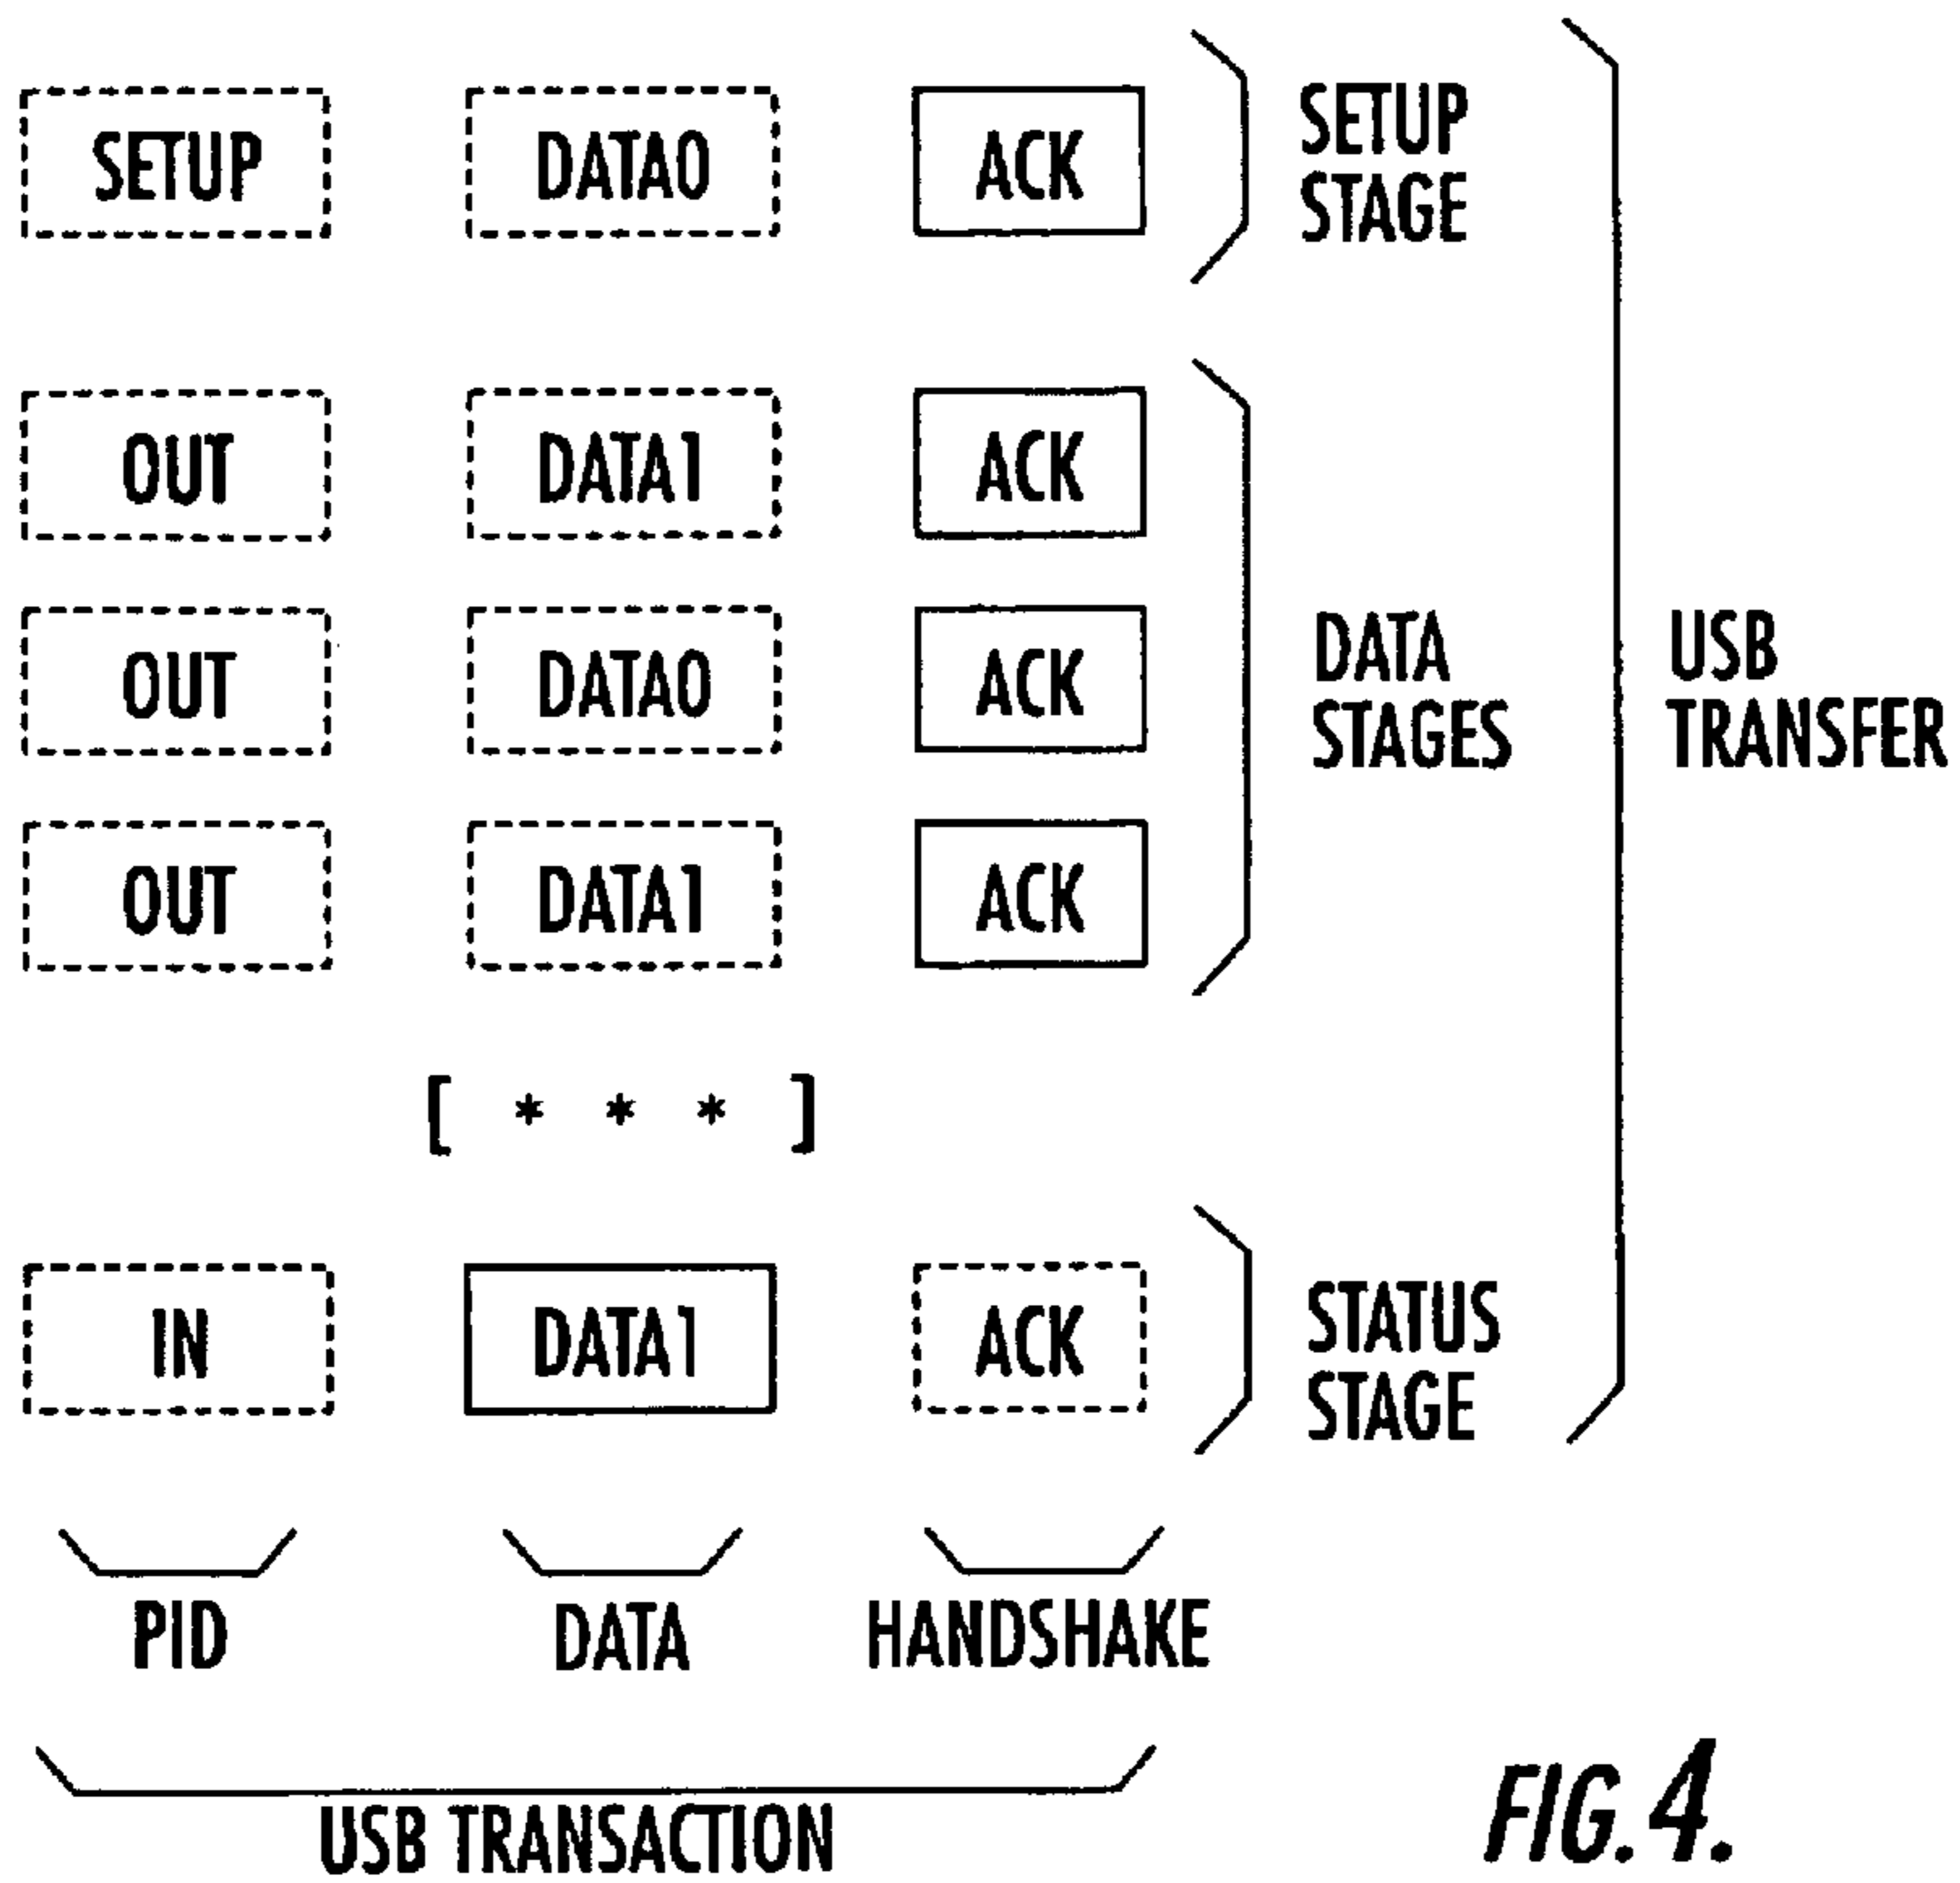 SETUP DATA0 ACK
SETUP
STAGE
OUT DATA1 ACK
OUT DATA0 ACK
DATA
STAGES
USB
TRANSFER
OUT DATA1 ACK
[ * * * ]
IN DATA1 ACK
STATUS
STAGE
PID DATA HANDSHAKE
USB TRANSACTION
FIG.4.